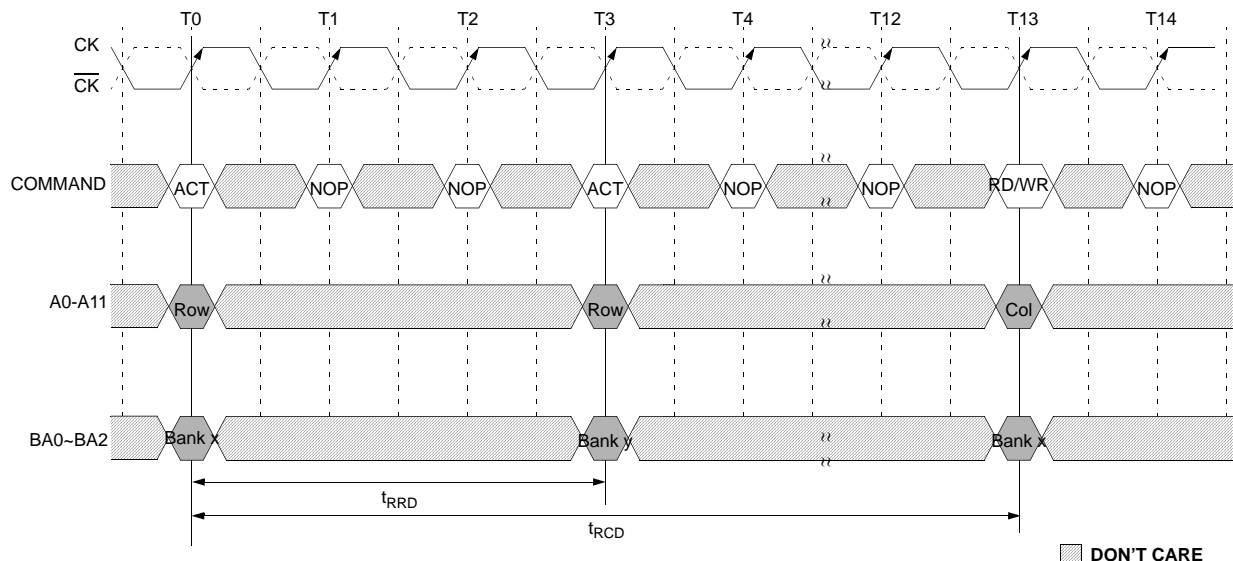 T0 T1 T2 T3 T4 T12 T13 T14
CK
CK
COMMAND ACT NOP NOP ACT NOP NOP RD/WR NOP
A0-A11 Row Row Col
BA0~BA2 Bank x Bank y Bank x
tRRD
tRCD
DON'T CARE